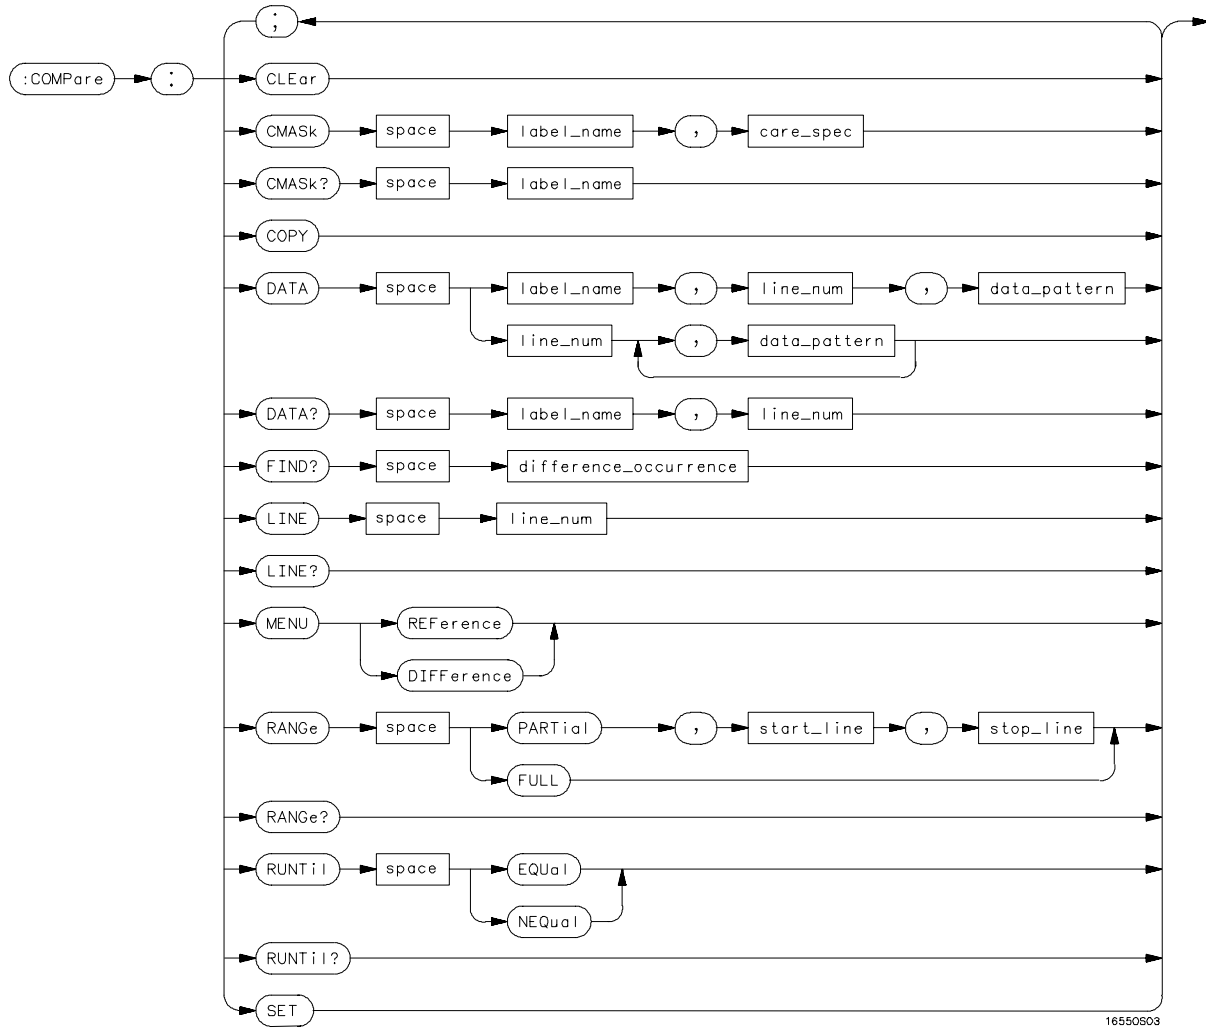 ;
:COMPare : CLEar
CMASk space label_name , care_spec
CMASk? space label_name
COPY
DATA space label_name , line_num , data_pattern
line_num , data_pattern
DATA? space label_name , line_num
FIND? space difference_occurrence
LINE space line_num
LINE?
MENU REFerence
DIFFerence
RANGe space PARTial , start_line , stop_line
FULL
RANGe?
RUNTil space EQUal
NEQual
RUNTil?
SET
16550S03